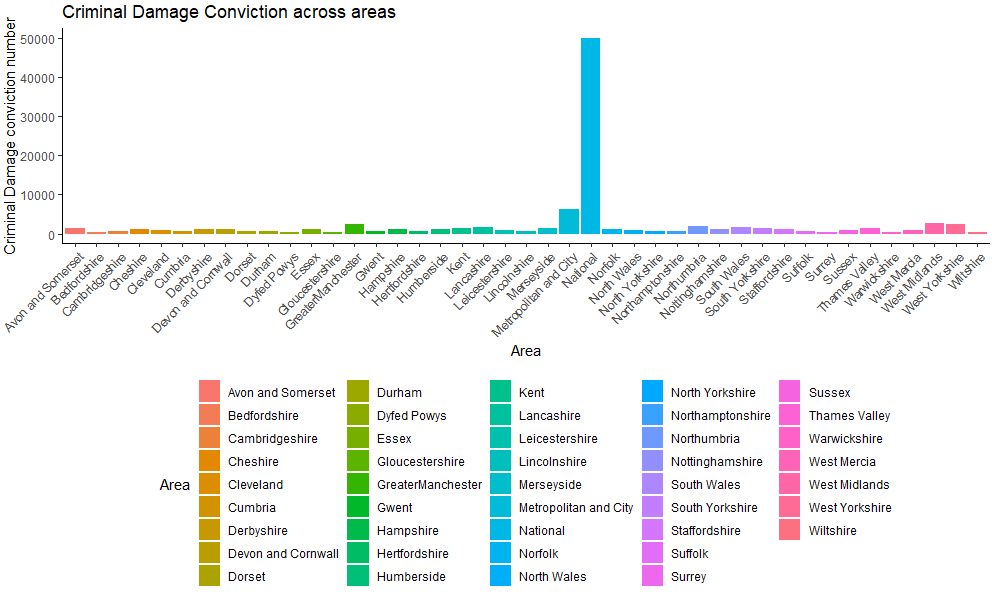 Criminal Damage Conviction across areas
Criminal Damage conviction number
50000
40000
30000
20000
10000
0
Avon and Somerset
Bedfordshire
Cambridgeshire
Cheshire
Cleveland
Cumbria
Derbyshire
Devon and Cornwall
Dorset
Durham
Dyfed Powys
Essex
Gloucestershire
GreaterManchester
Gwent
Hampshire
Hertfordshire
Humberside
Kent
Lancashire
Leicestershire
Lincolnshire
Merseyside
Metropolitan and City
National
Norfolk
North Wales
North Yorkshire
Northamptonshire
Northumbria
Nottinghamshire
South Wales
South Yorkshire
Staffordshire
Suffolk
Surrey
Sussex
Thames Valley
Warwickshire
West Mercia
West Midlands
West Yorkshire
Wiltshire
Area
Area
Avon and Somerset
Bedfordshire
Cambridgeshire
Cheshire
Cleveland
Cumbria
Derbyshire
Devon and Cornwall
Dorset
Durham
Dyfed Powys
Essex
Gloucestershire
GreaterManchester
Gwent
Hampshire
Hertfordshire
Humberside
Kent
Lancashire
Leicestershire
Lincolnshire
Merseyside
Metropolitan and City
National
Norfolk
North Wales
North Yorkshire
Northamptonshire
Northumbria
Nottinghamshire
South Wales
South Yorkshire
Staffordshire
Suffolk
Surrey
Sussex
Thames Valley
Warwickshire
West Mercia
West Midlands
West Yorkshire
Wiltshire